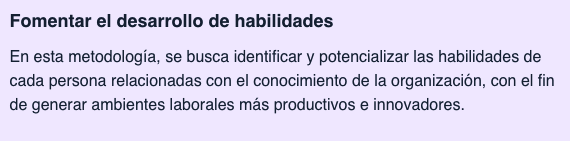 Fomentar el desarrollo de habilidades
En esta metodología, se busca identificar y potencializar las habilidades de
cada persona relacionadas con el conocimiento de la organización, con el fin
de generar ambientes laborales más productivos e innovadores.